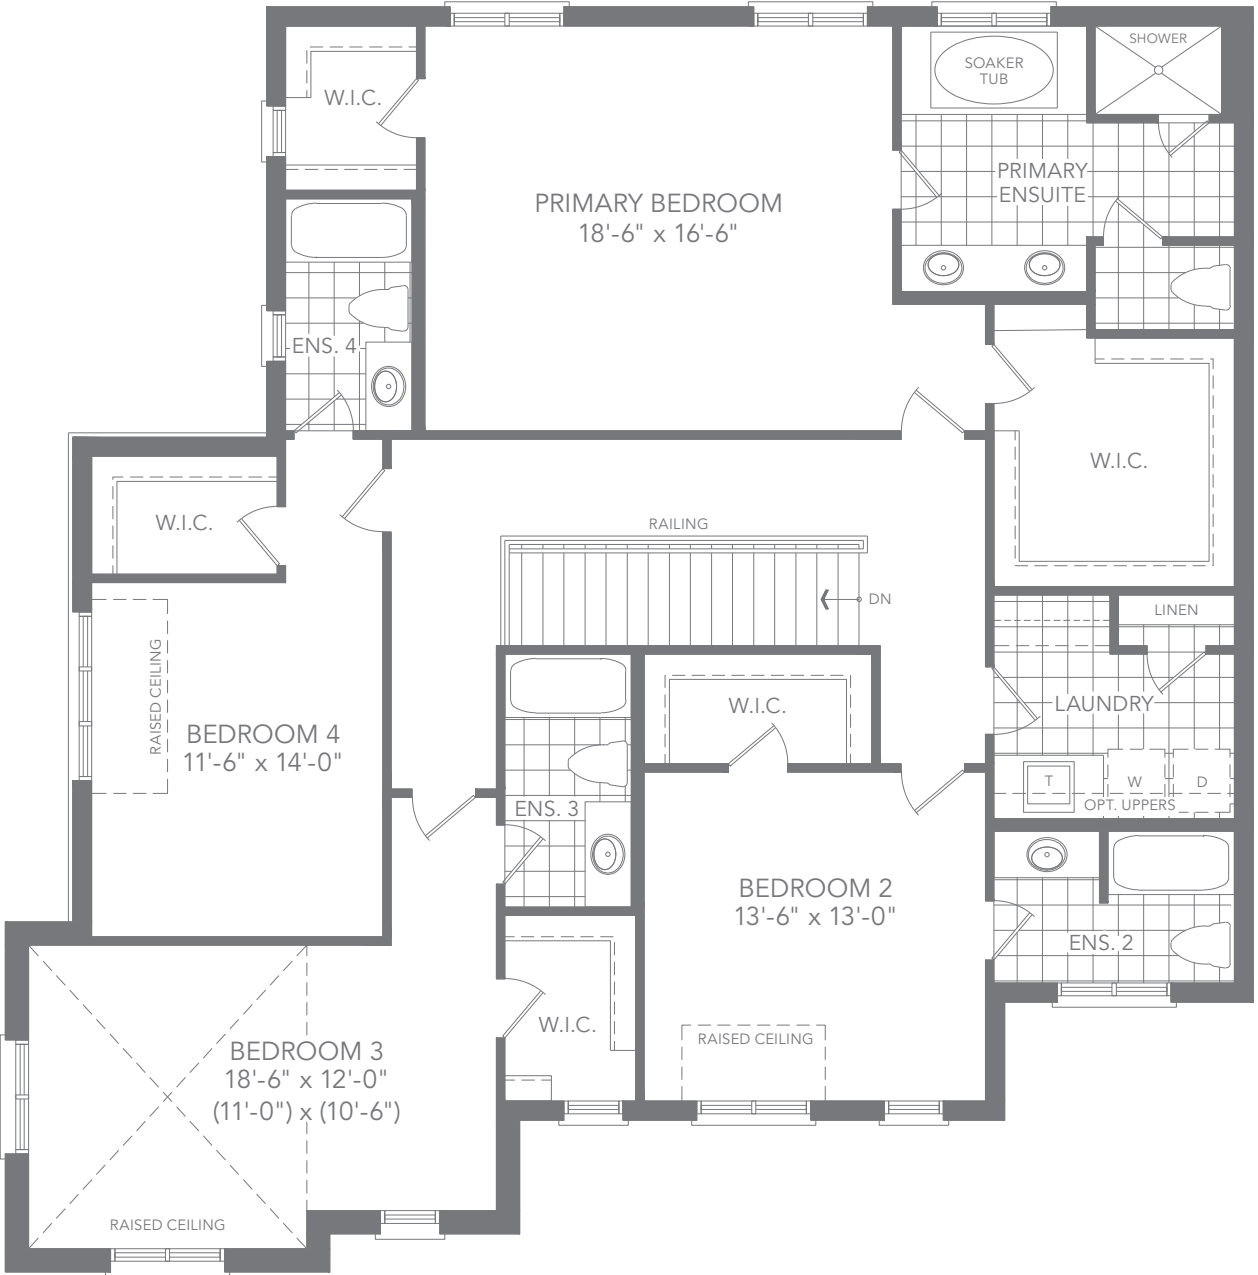 SHOWER
SOAKER
TUB
W.I.C.
PRIMARY
ENSUITE
PRIMARY BEDROOM
18'-6" x 16'-6"
ENS. 4
W.I.C.
W.I.C.
RAILING
DN
LINEN
RAISED CEILING
LAUNDRY
W.I.C.
BEDROOM 4
11'-6" x 14'-0"
T
W
D
OPT. UPPERS
ENS. 3
BEDROOM 2
13'-6" x 13'-0"
ENS. 2
W.I.C.
RAISED CEILING
BEDROOM 3
18'-6" x 12'-0"
(11'-0") x (10'-6")
RAISED CEILING